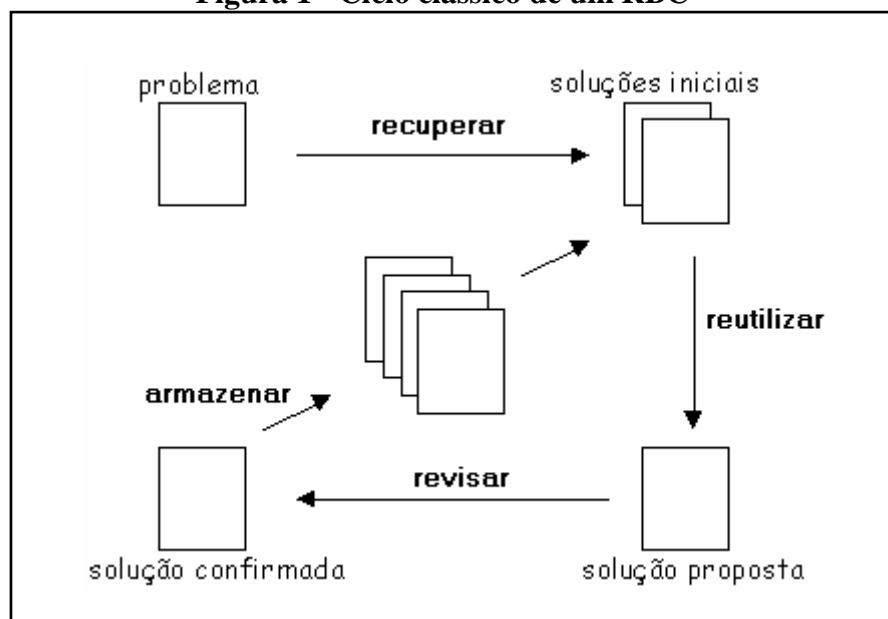 Figura 1 - Ciclo clássico de um RBC
problema
soluções iniciais
recuperar
reutilizar
armazenar
revisar
solução confirmada
solução proposta